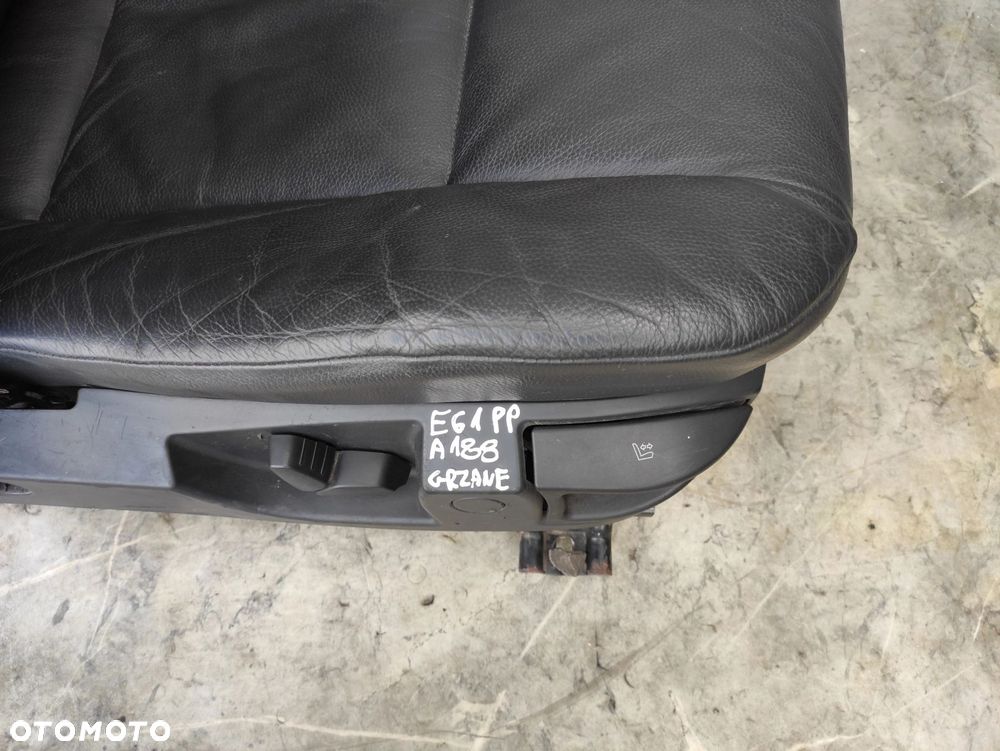 E61 PP
A188
GRZANE
OTOMOTO